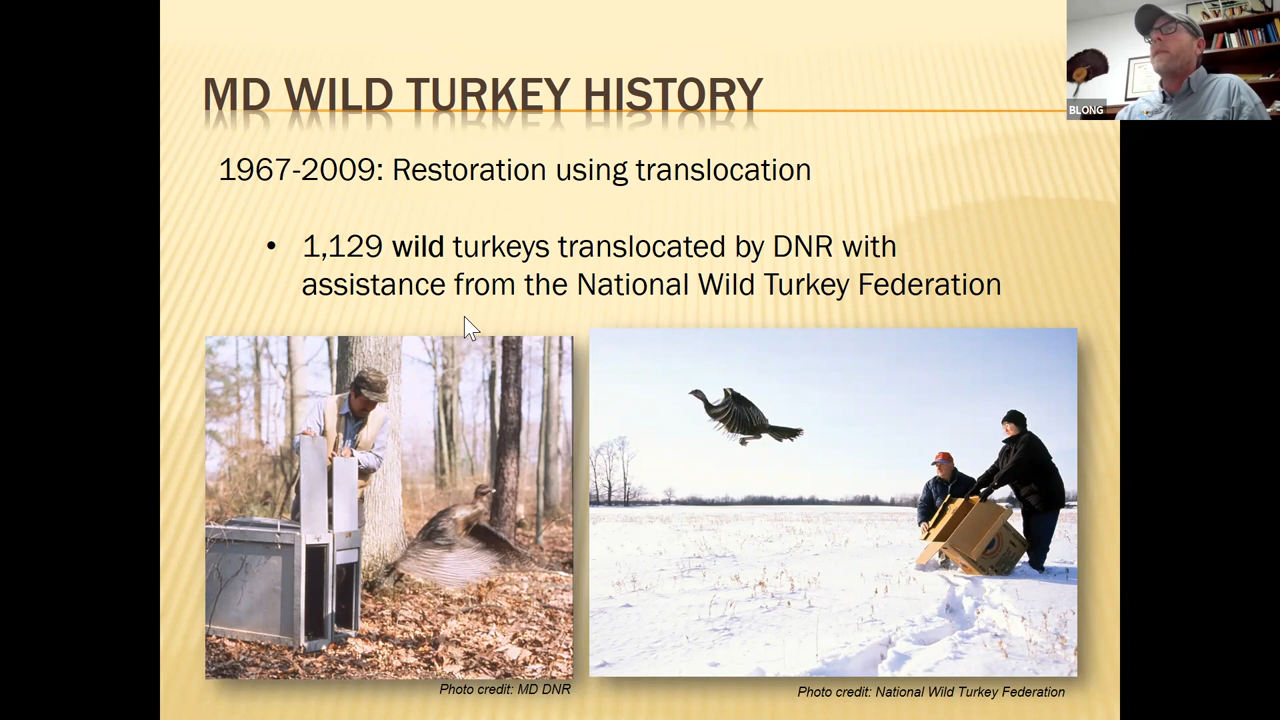 MD WILD TURKEY HISTORY
BLONG
1967-2009: Restoration using translocation
• 1,129 wild turkeys translocated by DNR with
assistance from the National Wild Turkey Federation
Photo credit: MD DNR
Photo credit: National Wild Turkey Federation